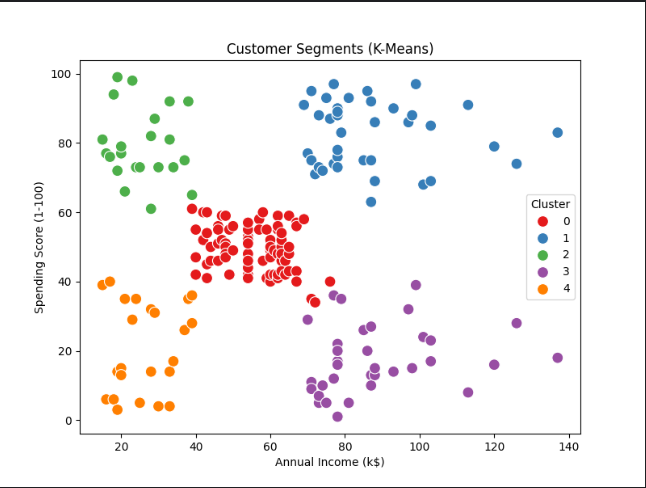 Customer Segments (K-Means)
100
80
60
40
20
0
Spending Score (1-100)
Cluster
0
1
2
3
4
20 40 60 80 100 120 140
Annual Income (k$)